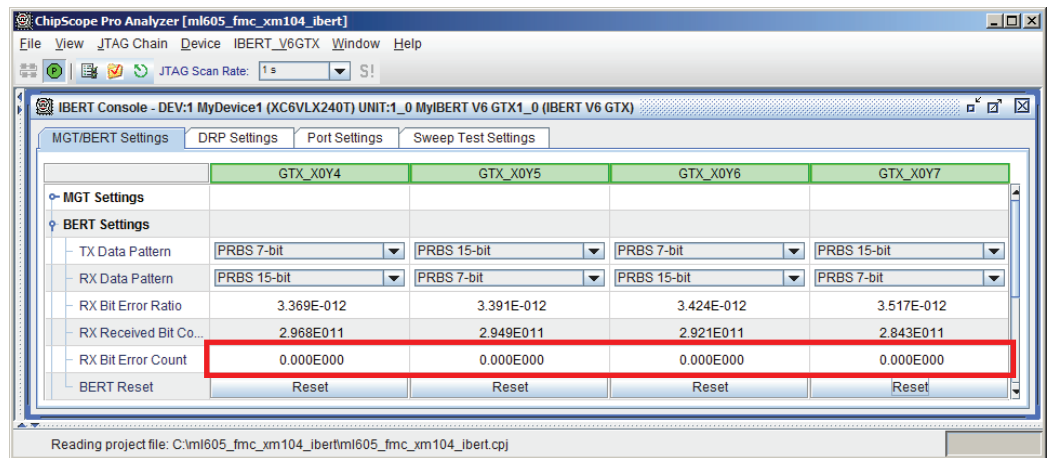 ChipScope Pro Analyzer [ml605_fmc_xm104_ibert]
File View JTAG Chain Device IBERT_V6GTX Window Help
JTAG Scan Rate: 1 s S!
IBERT Console - DEV:1 MyDevice1 (XC6VLX240T) UNIT:1_0 MyIBERT V6 GTX1_0 (IBERT V6 GTX)
MGT/BERT Settings DRP Settings Port Settings Sweep Test Settings
GTX_X0Y4 GTX_X0Y5 GTX_X0Y6 GTX_X0Y7
MGT Settings
BERT Settings
TX Data Pattern PRBS 7-bit PRBS 15-bit PRBS 7-bit PRBS 15-bit
RX Data Pattern PRBS 15-bit PRBS 7-bit PRBS 15-bit PRBS 7-bit
RX Bit Error Ratio 3.369E-012 3.391E-012 3.424E-012 3.517E-012
RX Received Bit Co... 2.968E011 2.949E011 2.921E011 2.843E011
RX Bit Error Count 0.000E000 0.000E000 0.000E000 0.000E000
BERT Reset Reset Reset Reset Reset
Reading project file: C:\ml605_fmc_xm104_ibert\ml605_fmc_xm104_ibert.cpj